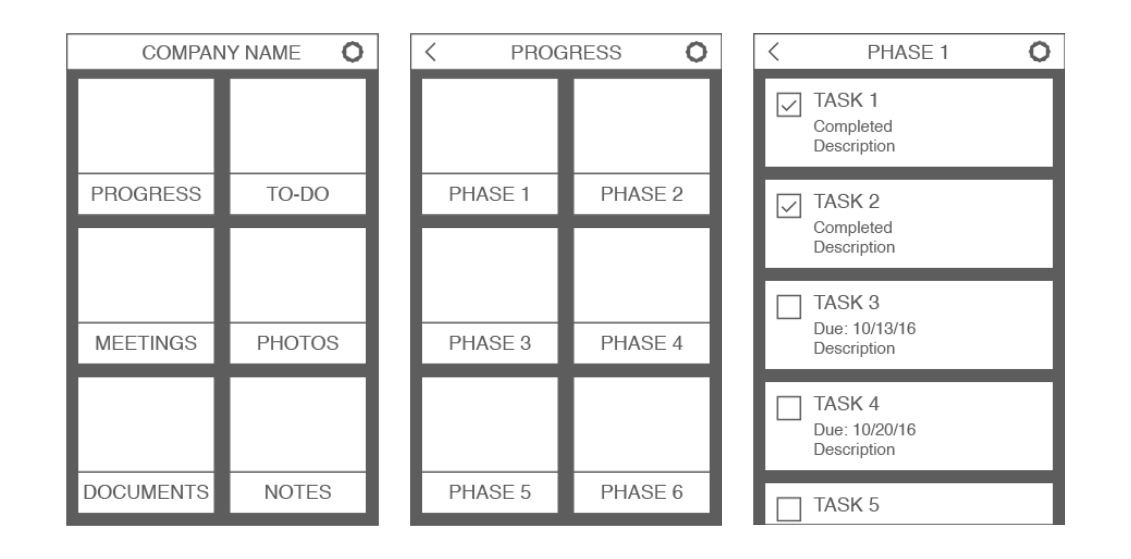 COMPANY NAME
PROGRESS TO-DO
MEETINGS PHOTOS
DOCUMENTS NOTES
PROGRESS
PHASE 1 PHASE 2
PHASE 3 PHASE 4
PHASE 5 PHASE 6
PHASE 1
TASK 1
Completed
Description
TASK 2
Completed
Description
TASK 3
Due: 10/13/16
Description
TASK 4
Due: 10/20/16
Description
TASK 5